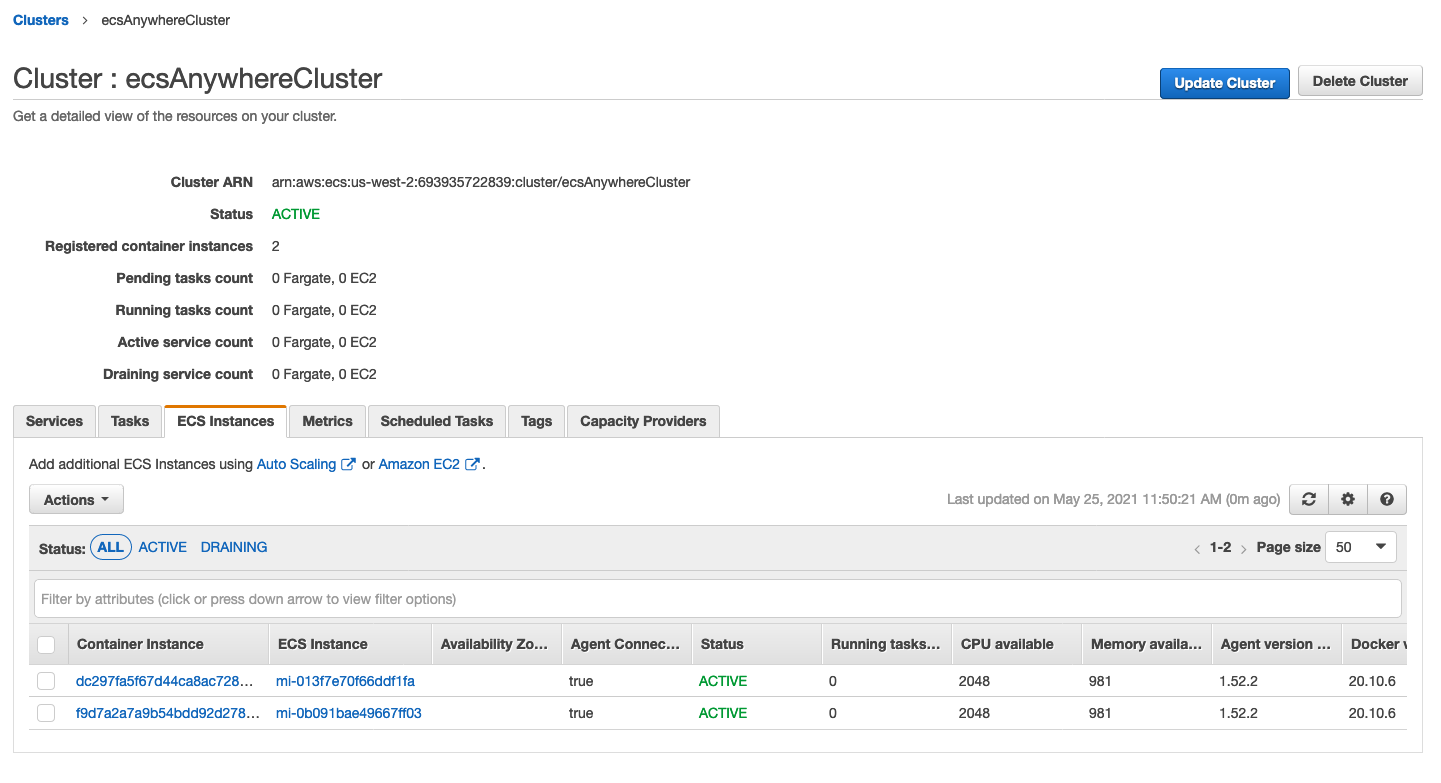 Clusters > ecsAnywhereCluster
Cluster : ecsAnywhereCluster
Update Cluster Delete Cluster
Get a detailed view of the resources on your cluster.
Cluster ARN arn:aws:ecs:us-west-2:693935722839:cluster/ecsAnywhereCluster
Status ACTIVE
Registered container instances 2
Pending tasks count 0 Fargate, 0 EC2
Running tasks count 0 Fargate, 0 EC2
Active service count 0 Fargate, 0 EC2
Draining service count 0 Fargate, 0 EC2
Services Tasks ECS Instances Metrics Scheduled Tasks Tags Capacity Providers
Add additional ECS Instances using Auto Scaling or Amazon EC2 .
Actions Last updated on May 25, 2021 11:50:21 AM (0m ago)
Status: ALL ACTIVE DRAINING < 1-2 > Page size 50
Filter by attributes (click or press down arrow to view filter options)
Container Instance ECS Instance Availability Zo... Agent Connec... Status Running tasks... CPU available Memory availa... Agent version ... Docker v
dc297fa5f67d44ca8ac728... mi-013f7e70f66ddf1fa true ACTIVE 0 2048 981 1.52.2 20.10.6
f9d7a2a7a9b54bdd92d278... mi-0b091bae49667ff03 true ACTIVE 0 2048 981 1.52.2 20.10.6